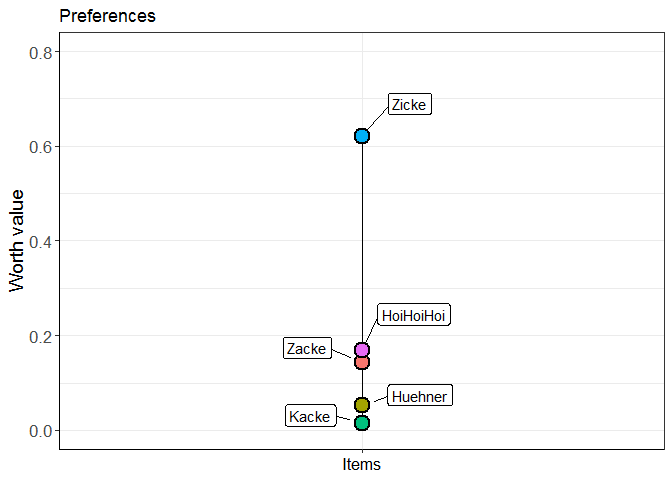 Preferences
0.8
Zicke
0.6
Worth value
0.4
HoiHoiHoi
0.2
Zacke
Huehner
Kacke
0.0
Items